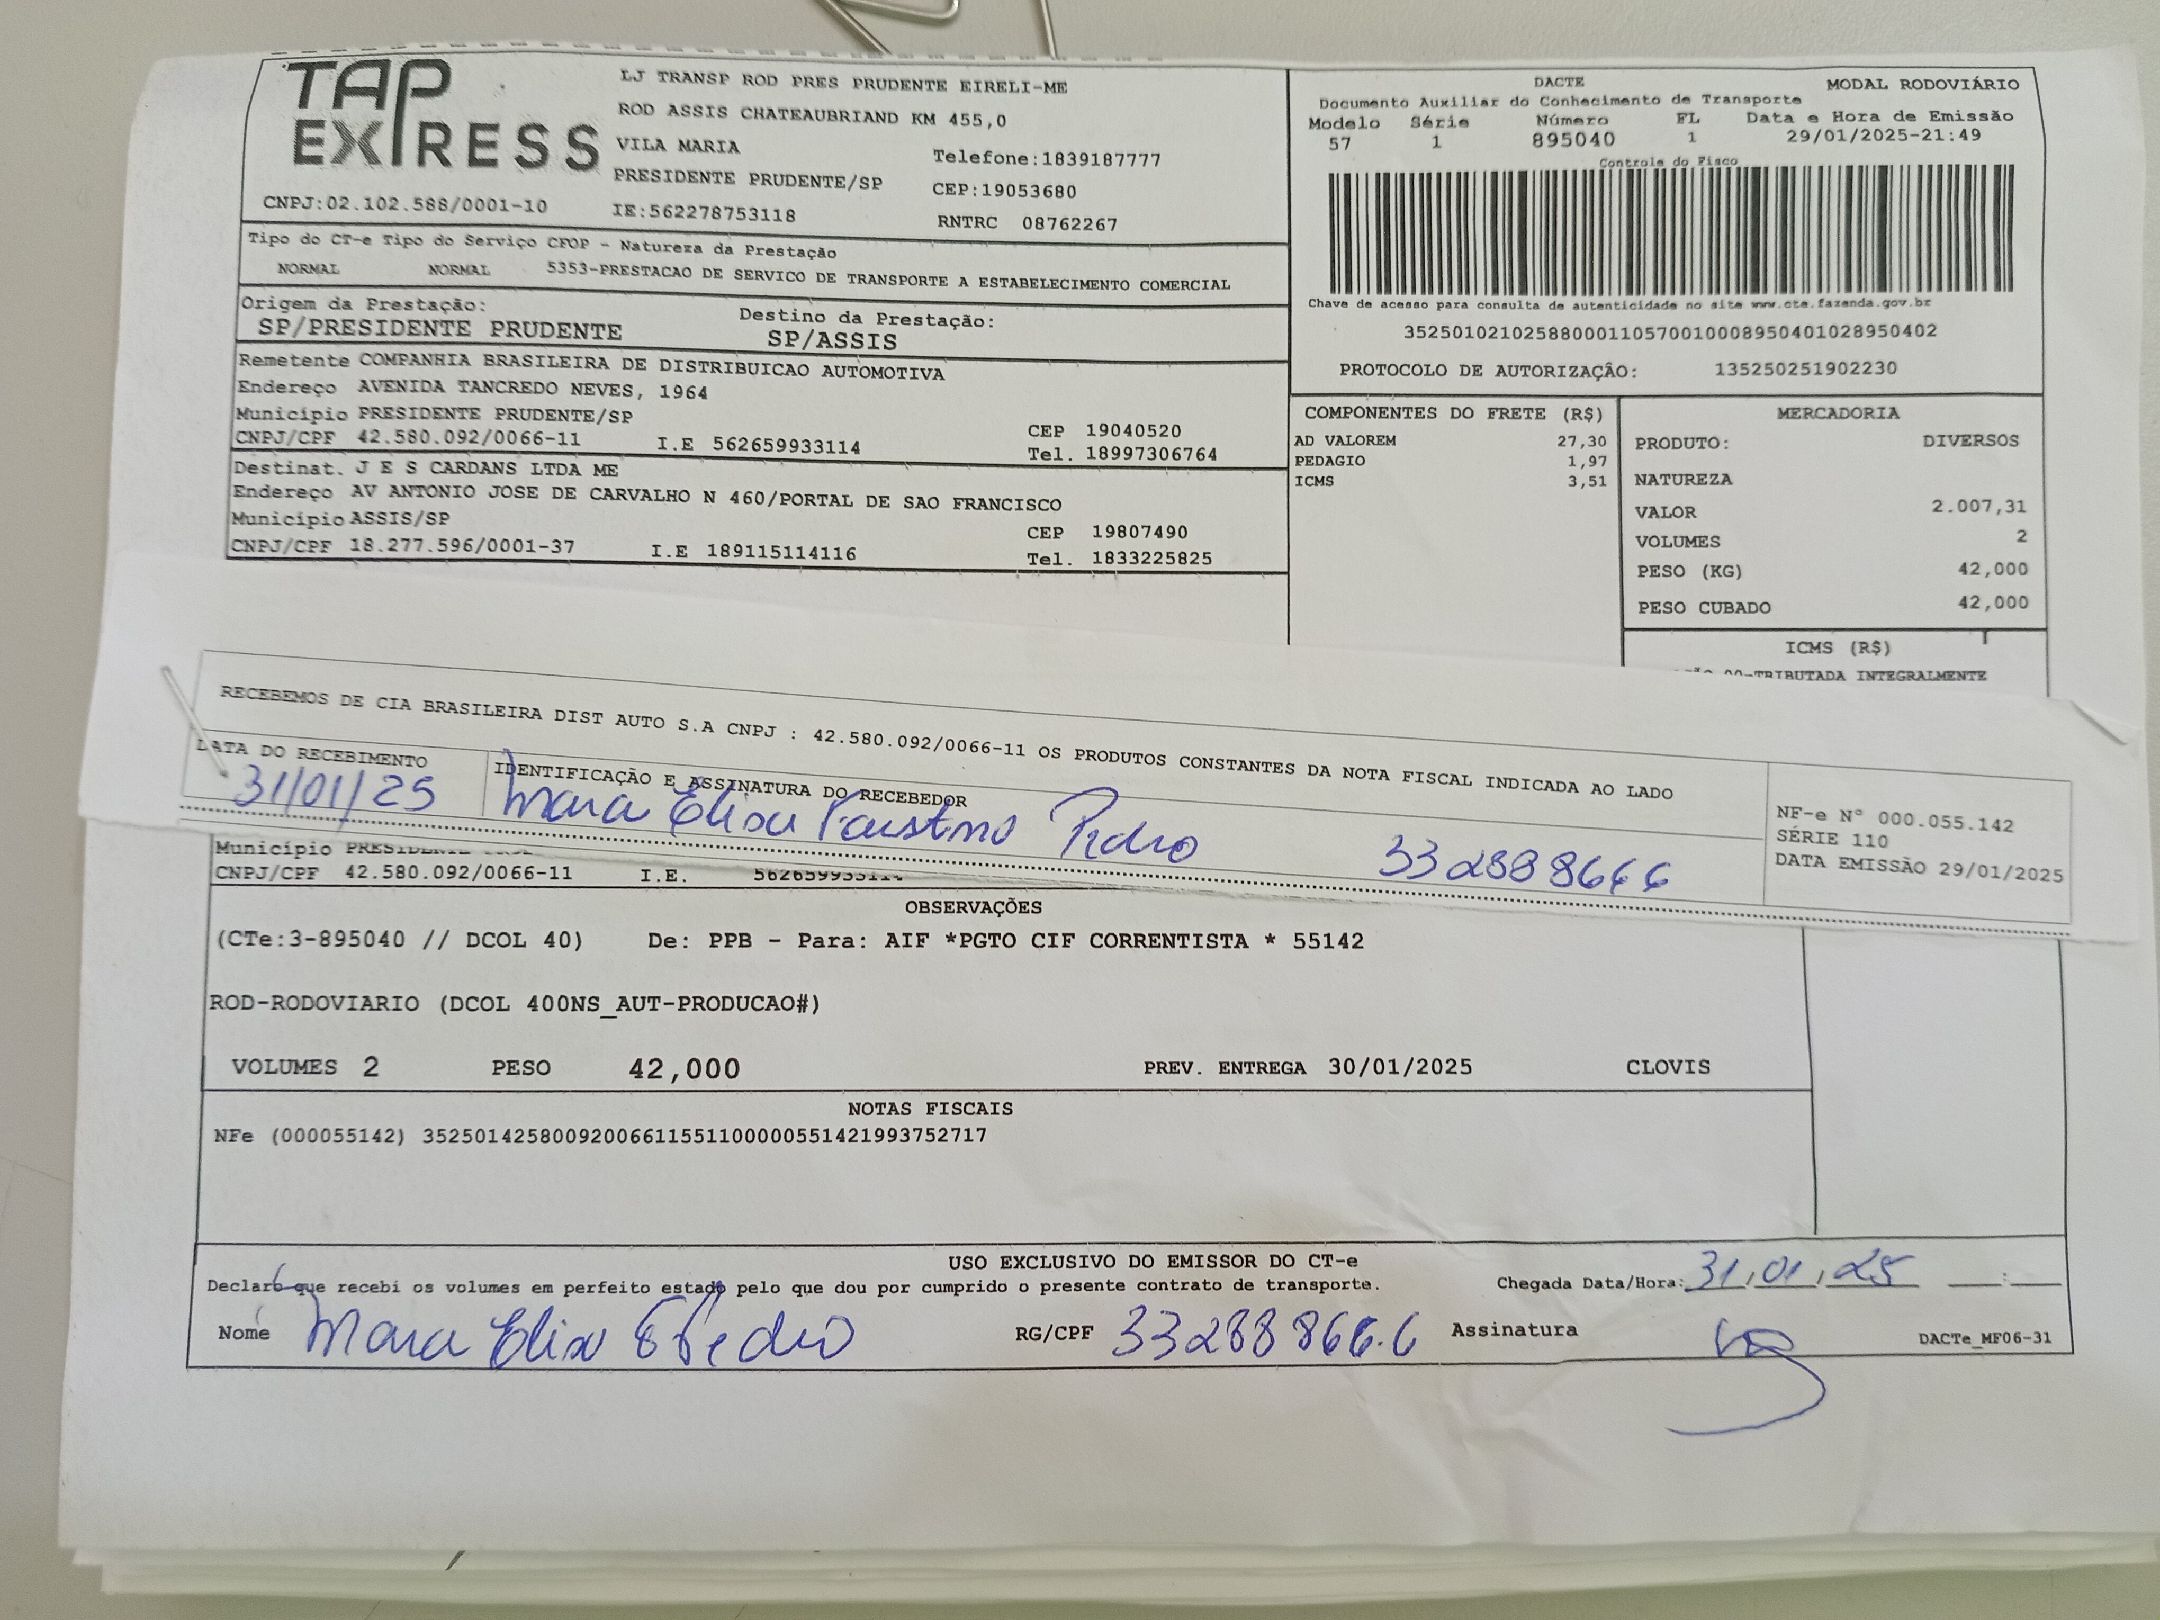 TAP EXPRESS
LJ TRANSP ROD PRES PRUDENTE EIRELI-ME
ROD ASSIS CHATEAUBRIAND KM 455,0
VILA MARIA
Telefone:1839187777
PRESIDENTE PRUDENTE/SP
CEP:19053680
CNPJ:02.102.588/0001-10
IE:562278753118
RNTRC 08762267
DACTE MODAL RODOVIÁRIO
Documento Auxiliar do Conhecimento de Transporte
Modelo Série Número FL Data e Hora de Emissão
57 1 895040 1 29/01/2025-21:49
Controle do Fisco
Chave de acesso para consulta de autenticidade no site www.cte.fazenda.gov.br
35250102102588000110570010008950401028950402
PROTOCOLO DE AUTORIZAÇÃO: 135250251902230
Tipo do CT-e Tipo do Serviço CFOP - Natureza da Prestação
NORMAL NORMAL 5353-PRESTACAO DE SERVICO DE TRANSPORTE A ESTABELECIMENTO COMERCIAL
Origem da Prestação: Destino da Prestação:
SP/PRESIDENTE PRUDENTE SP/ASSIS
Remetente COMPANHIA BRASILEIRA DE DISTRIBUICAO AUTOMOTIVA
Endereço AVENIDA TANCREDO NEVES, 1964
Município PRESIDENTE PRUDENTE/SP CEP 19040520
CNPJ/CPF 42.580.092/0066-11 I.E 562659933114 Tel. 18997306764
Destinat. J E S CARDANS LTDA ME
Endereço AV ANTONIO JOSE DE CARVALHO N 460/PORTAL DE SAO FRANCISCO
Município ASSIS/SP CEP 19807490
CNPJ/CPF 18.277.596/0001-37 I.E 189115114116 Tel. 1833225825
COMPONENTES DO FRETE (R$)
AD VALOREM 27,30
PEDAGIO 1,97
ICMS 3,51
MERCADORIA
PRODUTO: DIVERSOS
NATUREZA
VALOR 2.007,31
VOLUMES 2
PESO (KG) 42,000
PESO CUBADO 42,000
ICMS (R$)
00-TRIBUTADA INTEGRALMENTE
RECEBEMOS DE CIA BRASILEIRA DIST AUTO S.A CNPJ : 42.580.092/0066-11 OS PRODUTOS CONSTANTES DA NOTA FISCAL INDICADA AO LADO
DATA DO RECEBIMENTO IDENTIFICAÇÃO E ASSINATURA DO RECEBEDOR
31/01/25 Mara Elisa Faustino Pedro 332888666
NF-e N° 000.055.142
SÉRIE 110
DATA EMISSÃO 29/01/2025
Município
CNPJ/CPF 42.580.092/0066-11 I.E. 562659933114
OBSERVAÇÕES
(CTe:3-895040 // DCOL 40) De: PPB - Para: AIF *PGTO CIF CORRENTISTA * 55142
ROD-RODOVIARIO (DCOL 400NS_AUT-PRODUCAO#)
VOLUMES 2 PESO 42,000 PREV. ENTREGA 30/01/2025 CLOVIS
NOTAS FISCAIS
NFe (000055142) 35250142580092006611551100000551421993752717
USO EXCLUSIVO DO EMISSOR DO CT-e
Declaro que recebi os volumes em perfeito estado pelo que dou por cumprido o presente contrato de transporte. Chegada Data/Hora: 31/01/25 __:__
Nome Mara Elisa F Pedro RG/CPF 33288866.6 Assinatura
DACTe_MF06-31